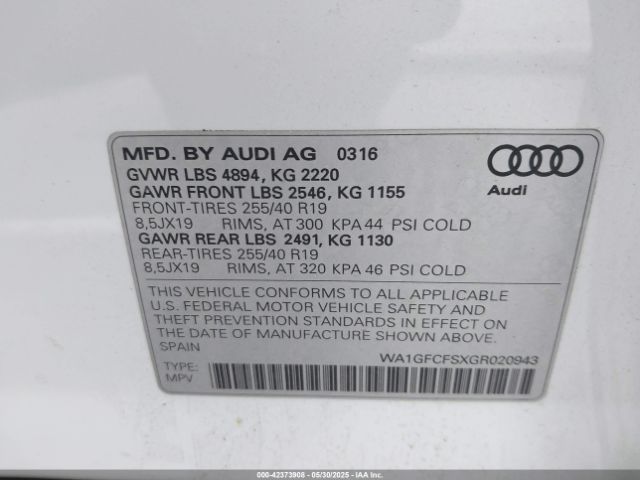 MFD. BY AUDI AG 0316
GVWR LBS 4894, KG 2220
GAWR FRONT LBS 2546, KG 1155
FRONT-TIRES 255/40 R19
8,5JX19 RIMS, AT 300 KPA 44 PSI COLD
GAWR REAR LBS 2491, KG 1130
REAR-TIRES 255/40 R19
8,5JX19 RIMS, AT 320 KPA 46 PSI COLD
Audi
THIS VEHICLE CONFORMS TO ALL APPLICABLE
U.S. FEDERAL MOTOR VEHICLE SAFETY AND
THEFT PREVENTION STANDARDS IN EFFECT ON
THE DATE OF MANUFACTURE SHOWN ABOVE.
SPAIN
WA1GFCFSXGR020943
TYPE:
MPV
000-42373908 - 05/30/2025 - IAAI.COM